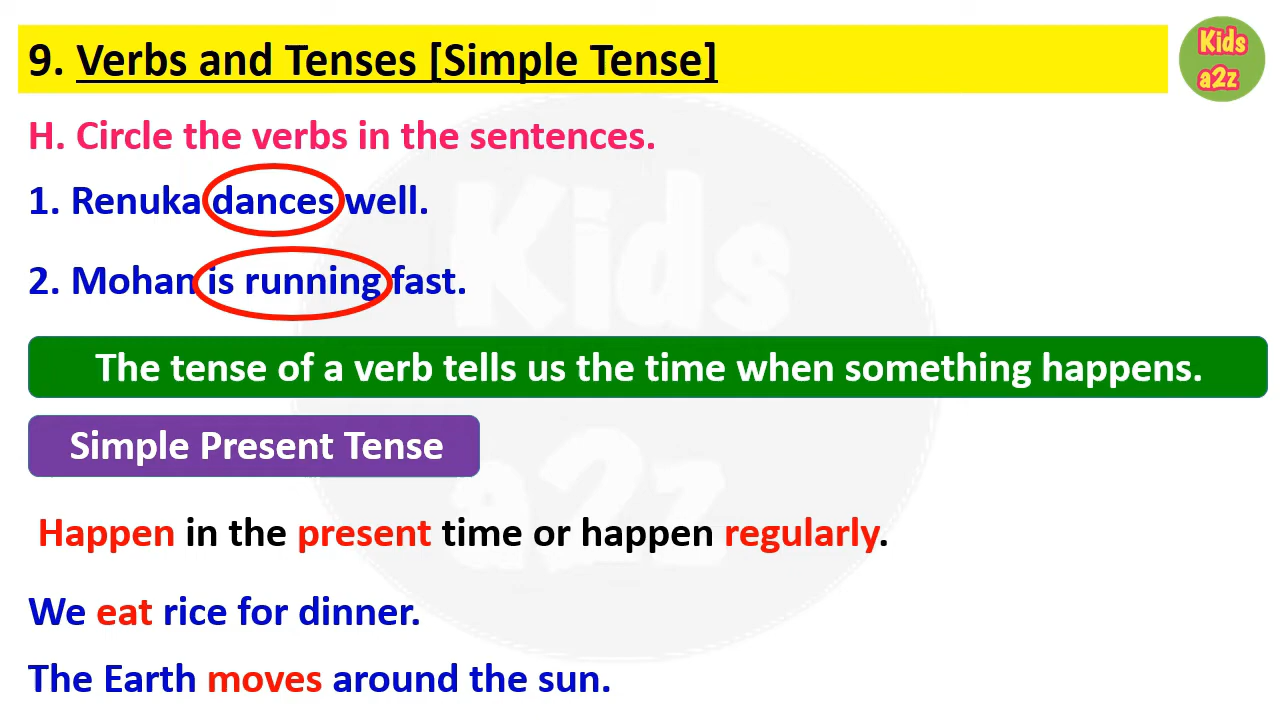 9. Verbs and Tenses [Simple Tense]
Kids
a2z
H. Circle the verbs in the sentences.
1. Renuka dances well.
2. Mohan is running fast.
The tense of a verb tells us the time when something happens.
Simple Present Tense
Happen in the present time or happen regularly.
We eat rice for dinner.
The Earth moves around the sun.
Kids
a2z